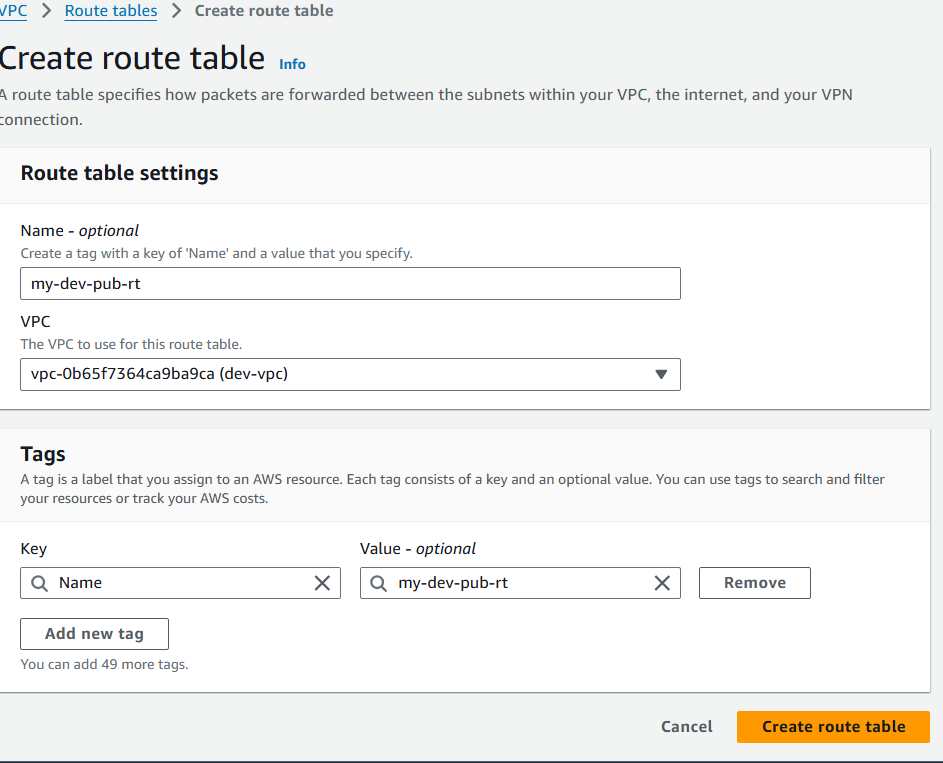 VPC > Route tables > Create route table
Create route table Info
A route table specifies how packets are forwarded between the subnets within your VPC, the internet, and your VPN
connection.
Route table settings
Name - optional
Create a tag with a key of 'Name' and a value that you specify.
my-dev-pub-rt
VPC
The VPC to use for this route table.
vpc-0b65f7364ca9ba9ca (dev-vpc)
Tags
A tag is a label that you assign to an AWS resource. Each tag consists of a key and an optional value. You can use tags to search and filter
your resources or track your AWS costs.
Key Value - optional
Name my-dev-pub-rt Remove
Add new tag
You can add 49 more tags.
Cancel Create route table